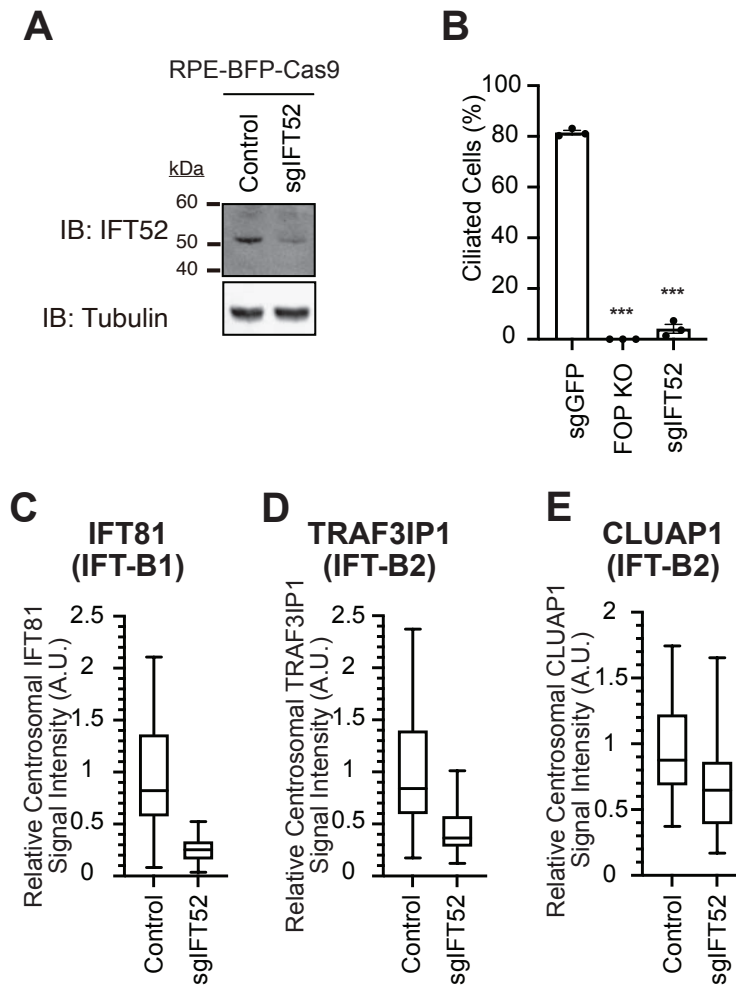 A
RPE-BFP-Cas9
Control
sgIFT52
kDa
60
IB: IFT52
50
40
IB: Tubulin
B
Ciliated Cells (%)
100
80
60
40
20
0
***
***
sgGFP
FOP KO
sgIFT52
C
IFT81
(IFT-B1)
Relative Centrosomal IFT81
Signal Intensity (A.U.)
2.5
2
1.5
1
0.5
0
Control
sgIFT52
D
TRAF3IP1
(IFT-B2)
Relative Centrosomal TRAF3IP1
Signal Intensity (A.U.)
2.5
2
1.5
1
0.5
0
Control
sgIFT52
E
CLUAP1
(IFT-B2)
Relative Centrosomal CLUAP1
Signal Intensity (A.U.)
2
1.5
1
0.5
0
Control
sgIFT52